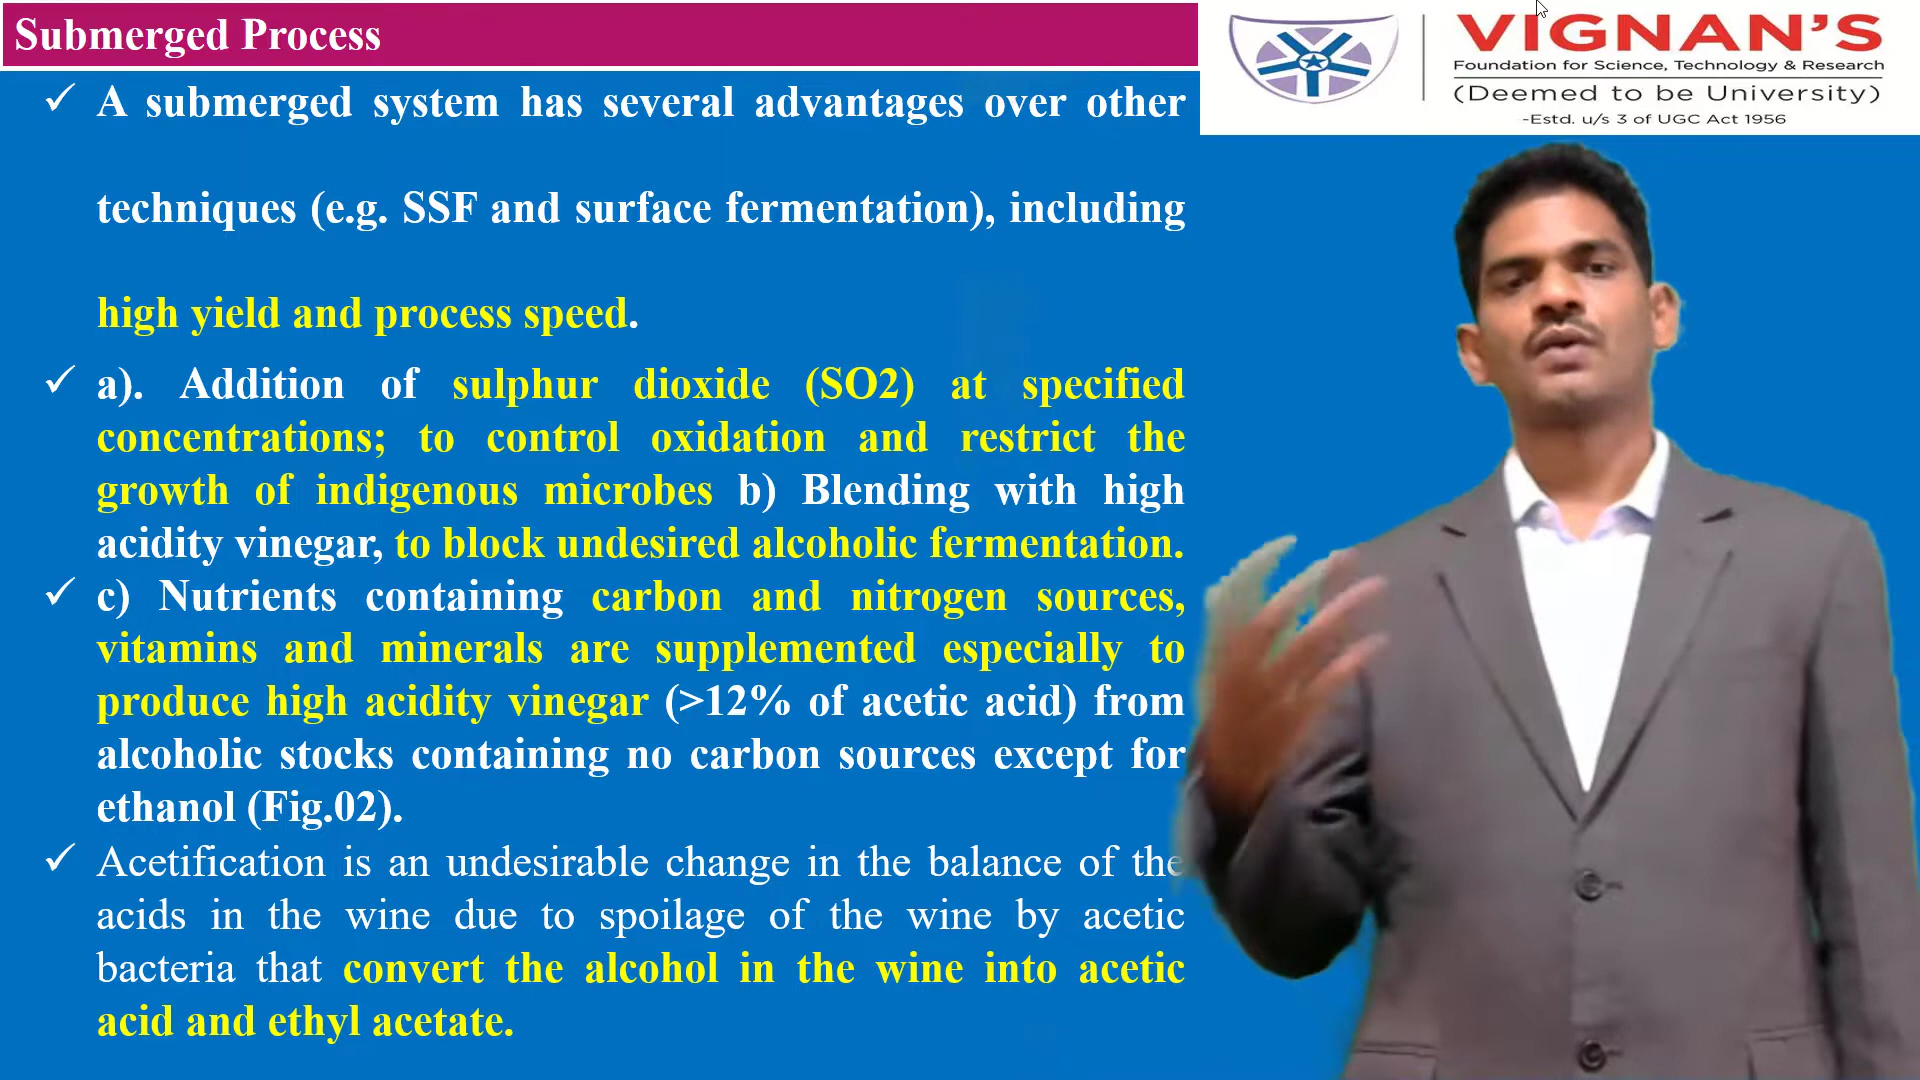 Submerged Process
VIGNAN'S
Foundation for Science, Technology & Research
(Deemed to be University)
-Estd. u/s 3 of UGC Act 1956
✓ A submerged system has several advantages over other
techniques (e.g. SSF and surface fermentation), including
high yield and process speed.
✓ a). Addition of sulphur dioxide (SO2) at specified
concentrations; to control oxidation and restrict the
growth of indigenous microbes b) Blending with high
acidity vinegar, to block undesired alcoholic fermentation.
✓ c) Nutrients containing carbon and nitrogen sources,
vitamins and minerals are supplemented especially to
produce high acidity vinegar (>12% of acetic acid) from
alcoholic stocks containing no carbon sources except for
ethanol (Fig.02).
✓ Acetification is an undesirable change in the balance of the
acids in the wine due to spoilage of the wine by acetic
bacteria that convert the alcohol in the wine into acetic
acid and ethyl acetate.